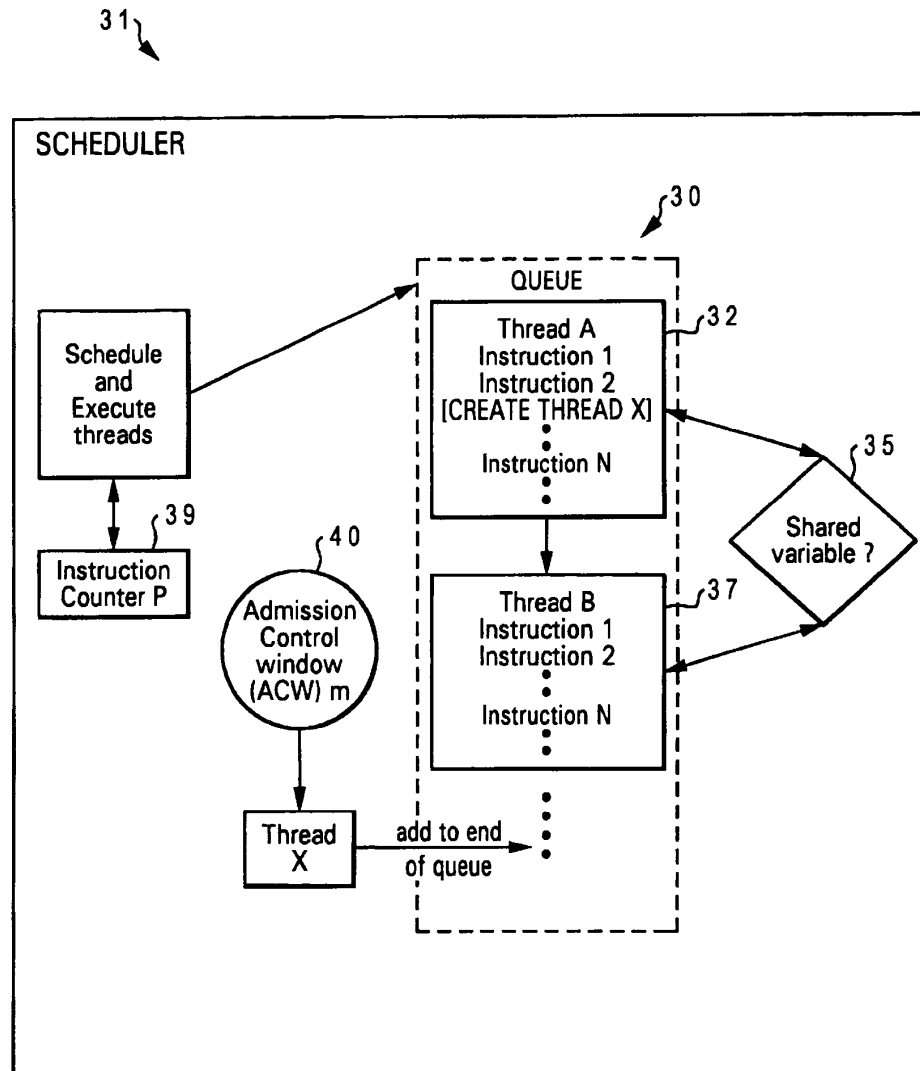 31
SCHEDULER
30
QUEUE
32
Thread A
Instruction 1
Instruction 2
[CREATE THREAD X]
Instruction N
Schedule
and
Execute
threads
35
Shared
variable ?
39
Instruction
Counter P
40
Admission
Control
window
(ACW) m
37
Thread B
Instruction 1
Instruction 2
Instruction N
Thread
X
add to end
of queue